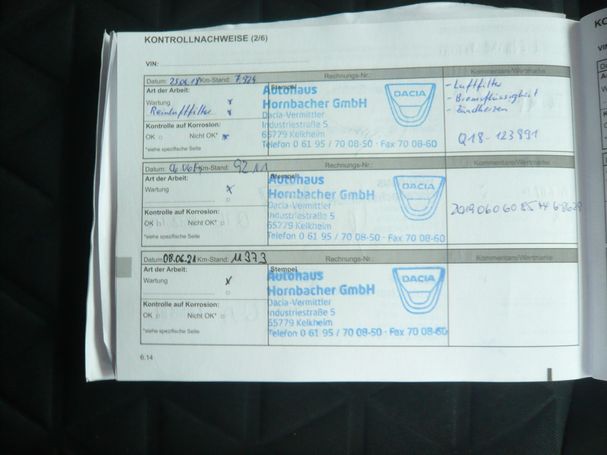 KONTROLLNACHWEISE (2/6)
VIN:
Datum: Km-Stand: Rechnungs-Nr.: Kommentare/Wertmarke
Art der Arbeit:
Stempel
Wartung x
Reinluftfilter x
Kontrolle auf Korrosion:
OK □ Nicht OK* x
*siehe spezifische Seite
Autohaus
Hornbacher GmbH
Dacia-Vermittler
Industriestraße 5
65779 Kelkheim
Telefon 0 61 95 / 70 08-50 · Fax 70 08-60
DACIA
- Luftfilter
- Bremsflüssigkeit
- Zündkerzen
Q18-123891
Datum: Km-Stand: Rechnungs-Nr.: Kommentare/Wertmarke
Art der Arbeit:
Stempel
Wartung x
Kontrolle auf Korrosion:
OK □ Nicht OK* □
*siehe spezifische Seite
Autohaus
Hornbacher GmbH
Dacia-Vermittler
Industriestraße 5
65779 Kelkheim
Telefon 0 61 95 / 70 08-50 · Fax 70 08-60
DACIA
Datum: 08.06.21 Km-Stand: 11373 Rechnungs-Nr.: Kommentare/Wertmarke
Art der Arbeit:
Stempel
Wartung x
Kontrolle auf Korrosion:
OK □ Nicht OK* □
*siehe spezifische Seite
Autohaus
Hornbacher GmbH
Dacia-Vermittler
Industriestraße 5
65779 Kelkheim
Telefon 0 61 95 / 70 08-50 · Fax 70 08-60
DACIA
6.14